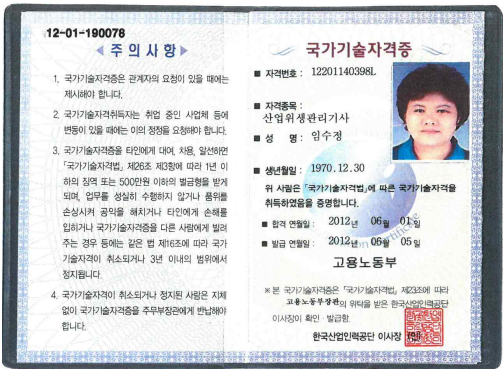 12-01-190078
주의사항
1. 국가기술자격증은 관계자의 요청이 있을 때에는
제시해야 합니다.
2. 국가기술자격취득자는 취업 중인 사업체 등에
변동이 있을 때에는 이의 정정을 요청해야 합니다.
3. 국가기술자격증을 타인에게 대여, 차용, 알선하면
「국가기술자격법」 제26조 제3항에 따라 1년 이
하의 징역 또는 500만원 이하의 벌금형을 받게
되며, 업무를 성실히 수행하지 않거나 품위를
손상시켜 공익을 해치거나 타인에게 손해를
입히거나 국가기술자격증을 다른 사람에게 빌려
주는 경우 등에는 같은 법 제16조에 따라 국가
기술자격이 취소되거나 3년 이내의 범위에서
정지됩니다.
4. 국가기술자격이 취소되거나 정지된 사람은 지체
없이 국가기술자격증을 주무부장관에게 반납해야
합니다.
국가기술자격증
■ 자격번호 : 12201140398L
■ 자격종목 :
산업위생관리기사
■ 성 명 : 임수정
■ 생년월일 : 1970.12.30
위 사람은 「국가기술자격법」에 따른 국가기술자격을
취득하였음을 증명합니다.
■ 합격 연월일 : 2012년 06월 01일
■ 발급 연월일 : 2012년 06월 05일
고용노동부
※ 본 국가기술자격증은 「국가기술자격법」 제23조에 따라
고용노동부장관의 위탁을 받은 한국산업인력공단
이사장이 확인·발급함.
한국산업인력공단 이사장